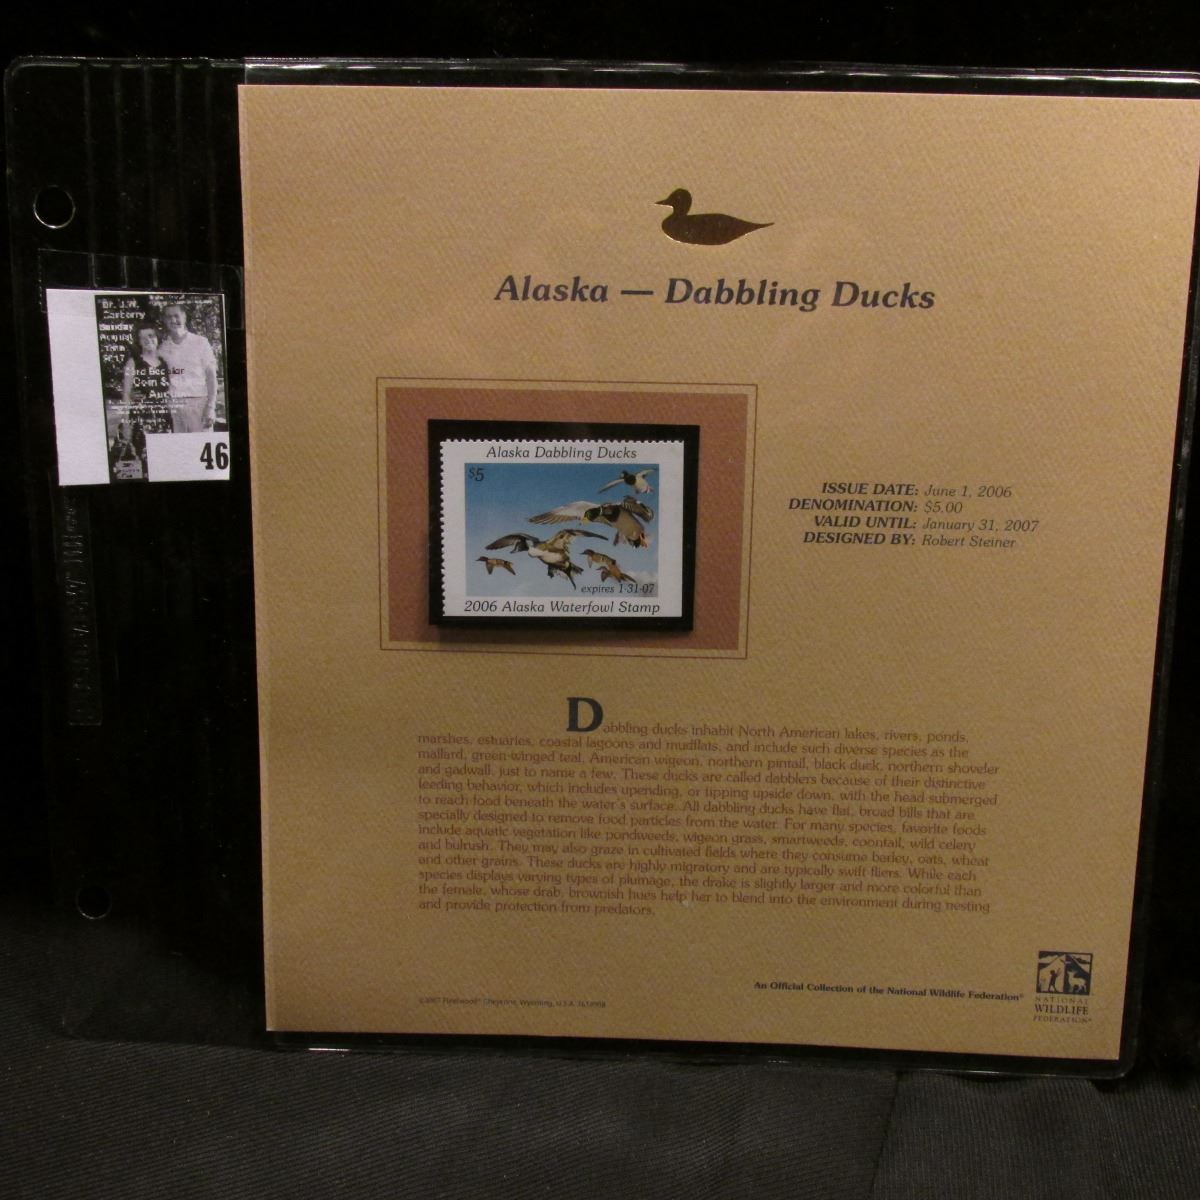 Alaska — Dabbling Ducks
Dr. J.W.
Carberry
Sunday
August
2017
Coin &
46
Alaska Dabbling Ducks
$5
expires 1-31-07
2006 Alaska Waterfowl Stamp
ISSUE DATE: June 1, 2006
DENOMINATION: $5.00
VALID UNTIL: January 31, 2007
DESIGNED BY: Robert Steiner
Dabbling ducks inhabit North American lakes, rivers, ponds,
marshes, estuaries, coastal lagoons and mudflats, and include such diverse species as the
mallard, green-winged teal, American wigeon, northern pintail, black duck, northern shoveler
and gadwall, just to name a few. These ducks are called dabblers because of their distinctive
feeding behavior, which includes upending, or tipping upside down, with the head submerged
to reach food beneath the water's surface. All dabbling ducks have flat, broad bills that are
specially designed to remove food particles from the water. For many species, favorite foods
include aquatic vegetation like pondweeds, wigeon grass, smartweeds, coontail, wild celery
and bulrush. They may also graze in cultivated fields where they consume barley, oats, wheat
and other grains. These ducks are highly migratory and are typically swift fliers. While each
species displays varying types of plumage, the drake is slightly larger and more colorful than
the female, whose drab, brownish hues help her to blend into the environment during nesting
and provide protection from predators.
©2007 Fleetwood® Cheyenne, Wyoming, U.S.A.
An Official Collection of the National Wildlife Federation®
NATIONAL
WILDLIFE
FEDERATION®